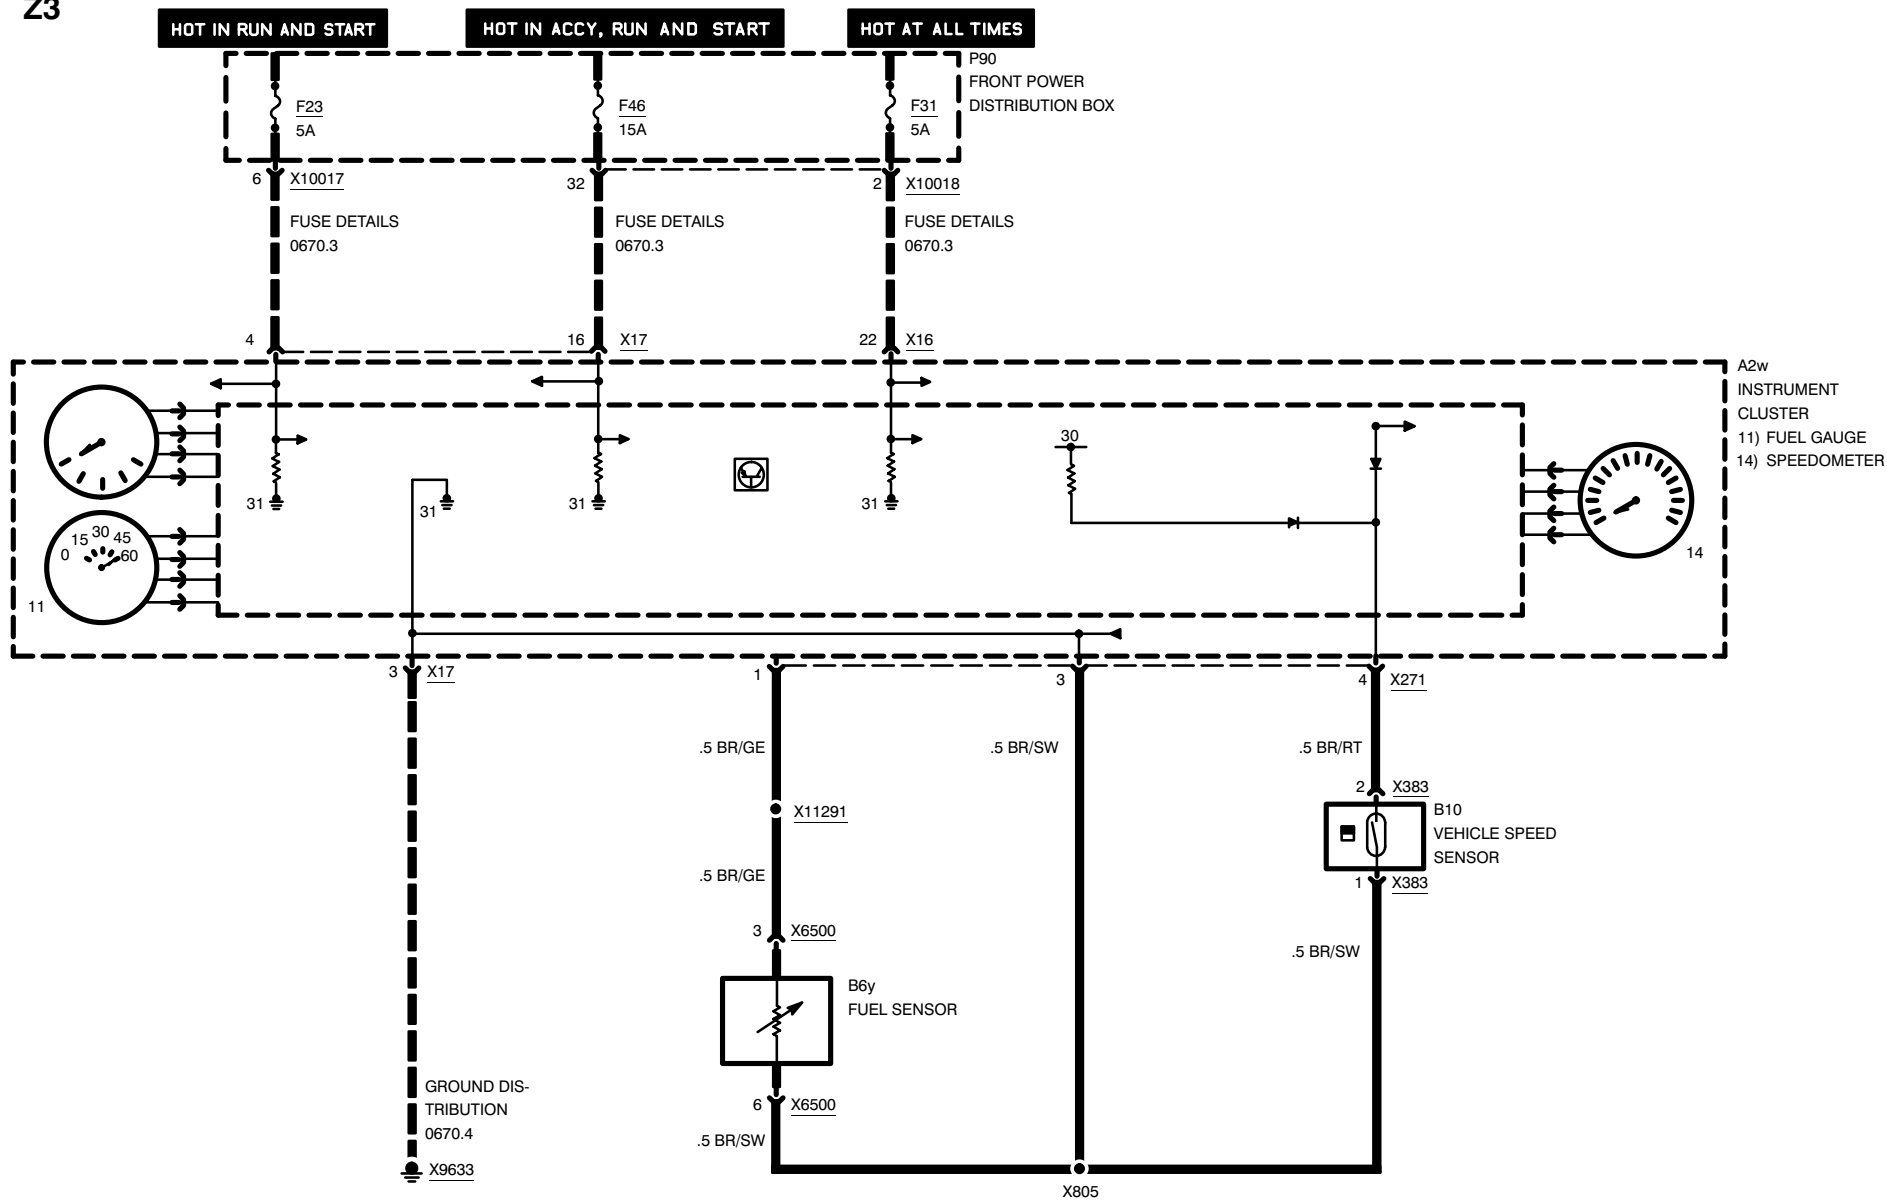 Z3
HOT IN RUN AND START
HOT IN ACCY, RUN AND START
HOT AT ALL TIMES
P90
FRONT POWER
DISTRIBUTION BOX
F23
5A
F46
15A
F31
5A
6
X10017
32
2
X10018
FUSE DETAILS
0670.3
FUSE DETAILS
0670.3
FUSE DETAILS
0670.3
4
16
X17
22
X16
A2w
INSTRUMENT
CLUSTER
11) FUEL GAUGE
14) SPEEDOMETER
30
31
31
31
31
0
15
30
45
60
11
14
3
X17
1
3
4
X271
.5 BR/GE
.5 BR/SW
.5 BR/RT
2
X383
X11291
B10
VEHICLE SPEED
SENSOR
.5 BR/GE
1
X383
3
X6500
.5 BR/SW
B6y
FUEL SENSOR
GROUND DIS-
TRIBUTION
0670.4
6
X6500
.5 BR/SW
X9633
X805